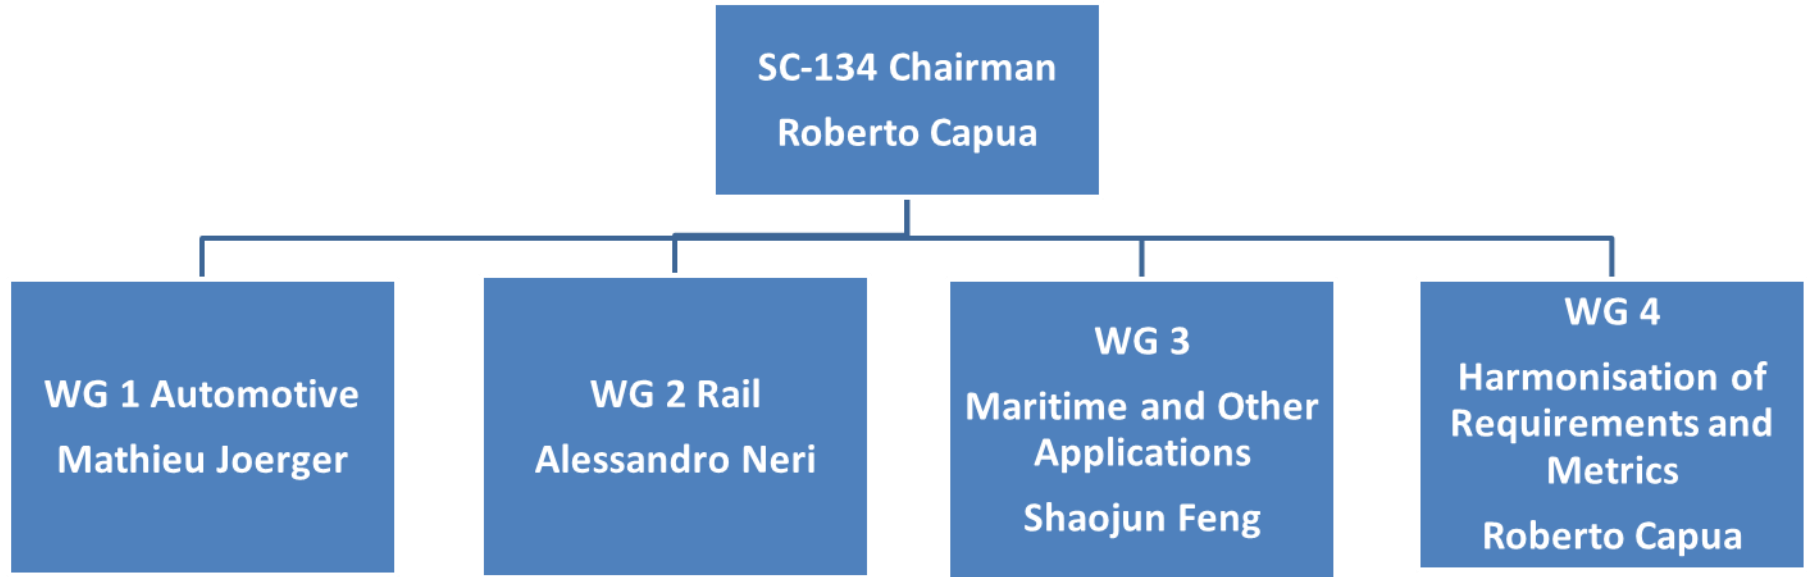 SC-134 Chairman
Roberto Capua
WG 1 Automotive
Mathieu Joerger
WG 2 Rail
Alessandro Neri
WG 3
Maritime and Other
Applications
Shaojun Feng
WG 4
Harmonisation of
Requirements and
Metrics
Roberto Capua